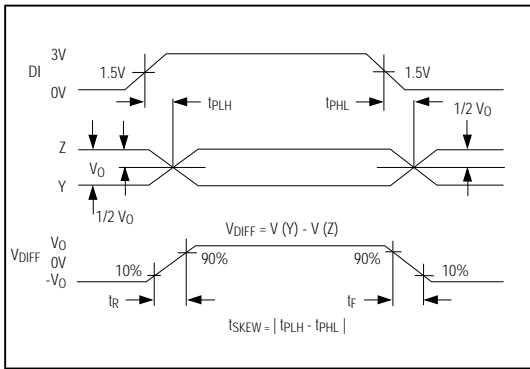 3V
DI
1.5V
1.5V
0V
tPLH
tPHL
1/2 VO
Z
VO
Y
1/2 VO
VDIFF = V (Y) - V (Z)
VO
VDIFF
0V
-VO
10%
90%
90%
10%
tR
tF
tSKEW = | tPLH - tPHL |